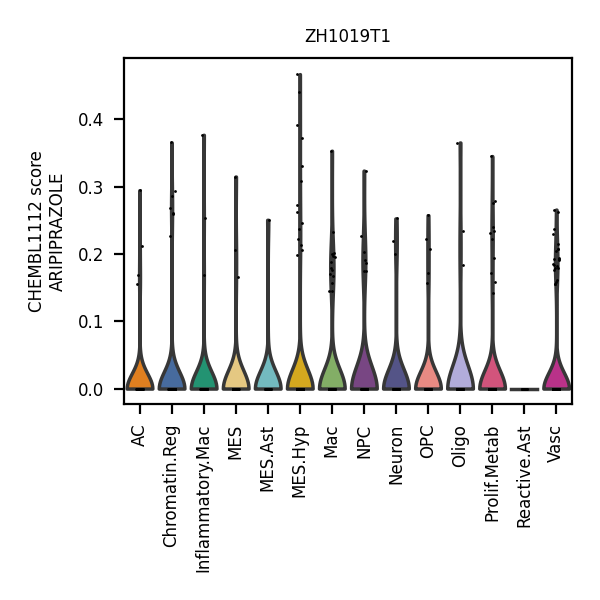 ZH1019T1
CHEMBL1112 score
ARIPIPRAZOLE
0.4
0.3
0.2
0.1
0.0
AC
Chromatin.Reg
Inflammatory.Mac
MES
MES.Ast
MES.Hyp
Mac
NPC
Neuron
OPC
Oligo
Prolif.Metab
Reactive.Ast
Vasc